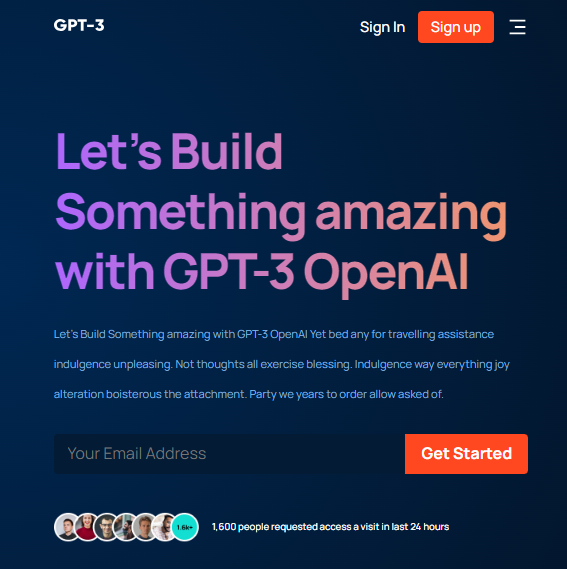 GPT-3
Sign In
Sign up
Let's Build
Something amazing
with GPT-3 OpenAI
Let's Build Something amazing with GPT-3 OpenAI Yet bed any for travelling assistance
indulgence unpleasing. Not thoughts all exercise blessing. Indulgence way everything joy
alteration boisterous the attachment. Party we years to order allow asked of.
Your Email Address
Get Started
1.6k+
1,600 people requested access a visit in last 24 hours